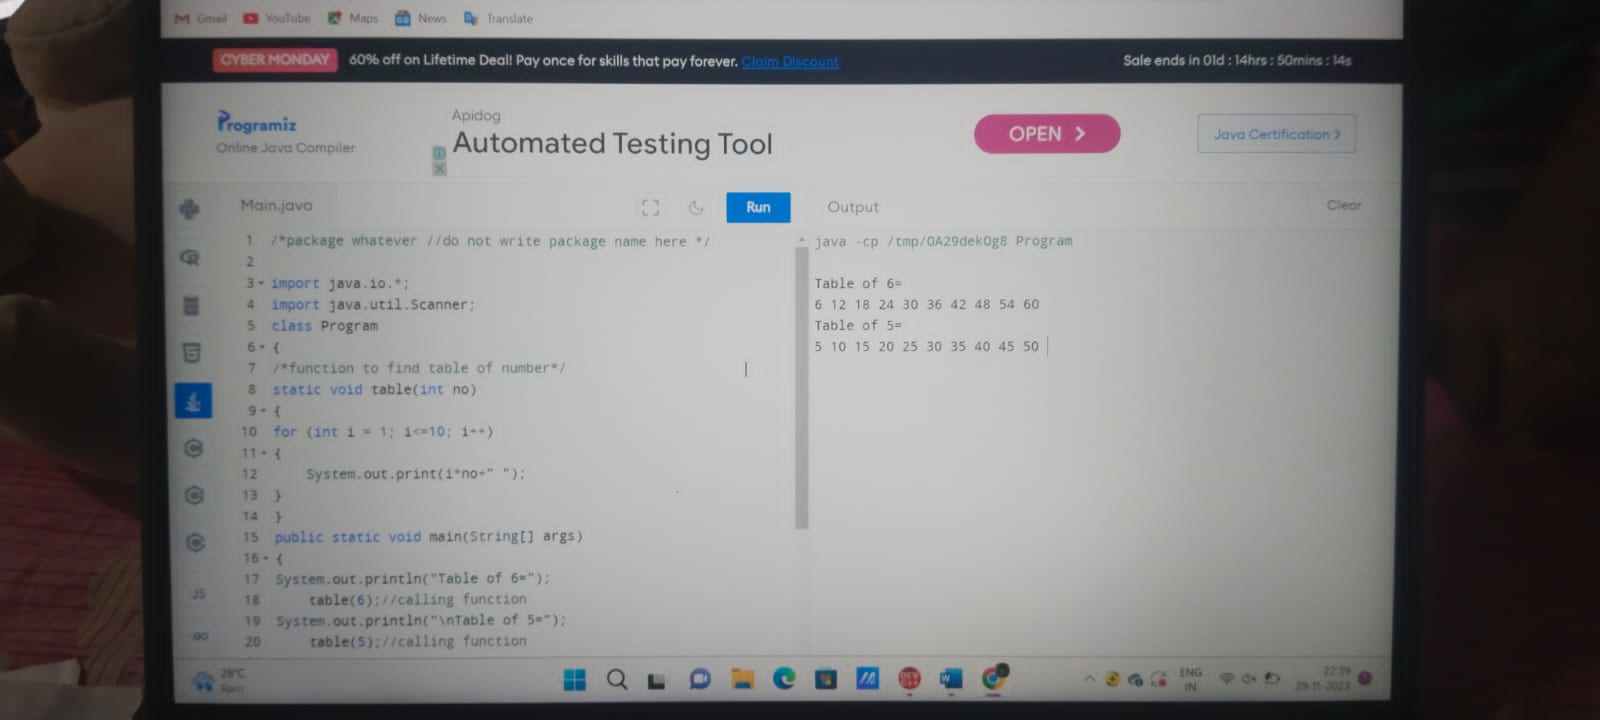 Gmail YouTube Maps News Translate
CYBER MONDAY 60% off on Lifetime Deal! Pay once for skills that pay forever. Claim Discount Sale ends in 01d : 14hrs : 50mins : 14s
Programiz
Online Java Compiler
Apidog
Automated Testing Tool
OPEN >
Java Certification >
Main.java
Run
Output
Clear
1 /*package whatever //do not write package name here */
2
3 import java.io.*;
4 import java.util.Scanner;
5 class Program
6 {
7 /*function to find table of number*/
8 static void table(int no)
9 {
10 for (int i = 1; i<=10; i++)
11 {
12 System.out.print(i*no+" ");
13 }
14 }
15 public static void main(String[] args)
16 {
17 System.out.println("Table of 6=");
18 table(6);//calling function
19 System.out.println("\nTable of 5=");
20 table(5);//calling function
java -cp /tmp/OA29dekOg8 Program
Table of 6=
6 12 18 24 30 36 42 48 54 60
Table of 5=
5 10 15 20 25 30 35 40 45 50
JS
GO
Rain
ENG
IN